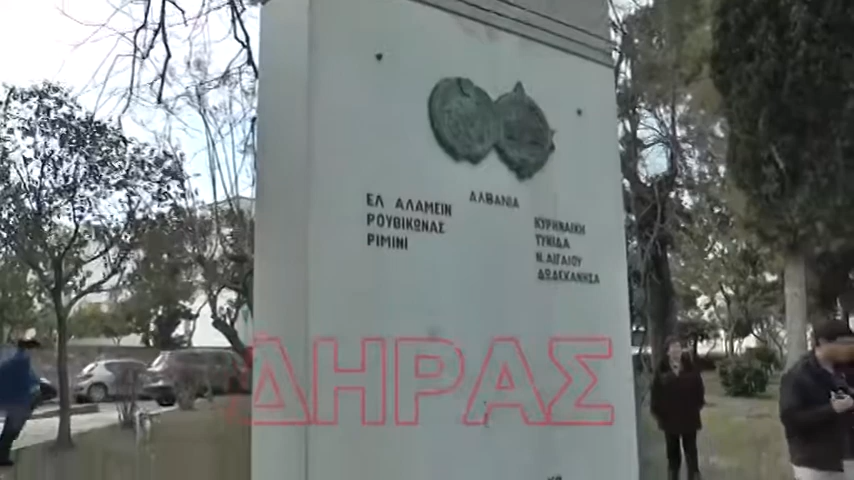 ΑΛΒΑΝΙΑ
ΕΛ ΑΛΑΜΕΙΝ
ΡΟΥΒΙΚΩΝΑΣ
ΡΙΜΙΝΙ
ΚΥΡΗΝΑΙΚΗ
ΤΥΝΙΔΑ
Ν. ΑΙΓΑΙΟΥ
ΔΩΔΕΚΑΝΗΣΑ
ΔΗΡΑΣ